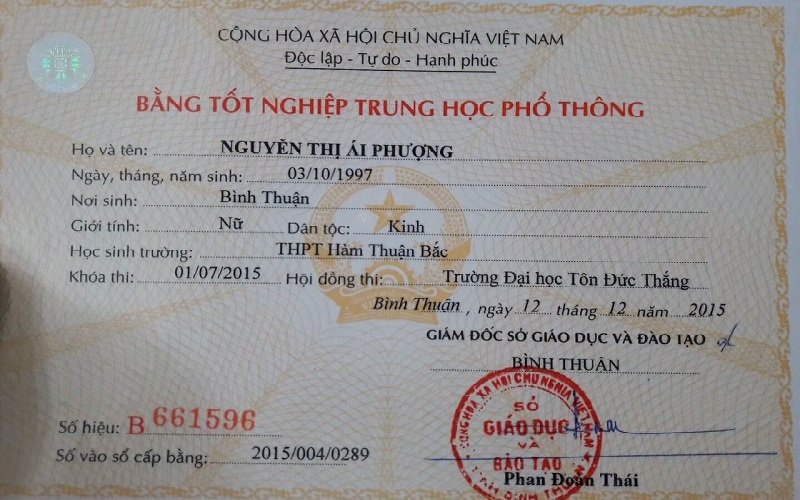 CỘNG HÒA XÃ HỘI CHỦ NGHĨA VIỆT NAM
Độc lập - Tự do - Hạnh phúc
BẰNG TỐT NGHIỆP TRUNG HỌC PHỔ THÔNG
Họ và tên: NGUYỄN THỊ ÁI PHƯỢNG
Ngày, tháng, năm sinh: 03/10/1997
Nơi sinh: Bình Thuận
Giới tính: Nữ Dân tộc: Kinh
Học sinh trường: THPT Hàm Thuận Bắc
Khóa thi: 01/07/2015 Hội đồng thi: Trường Đại học Tôn Đức Thắng
Bình Thuận, ngày 12 tháng 12 năm 2015
GIÁM ĐỐC SỞ GIÁO DỤC VÀ ĐÀO TẠO
BÌNH THUẬN
CỘNG HÒA XÃ HỘI CHỦ NGHĨA VIỆT NAM
SỞ
GIÁO DỤC
VÀ
ĐÀO TẠO
Số hiệu: B 661596
Số vào sổ cấp bằng: 2015/004/0289
Phan Đoàn Thái